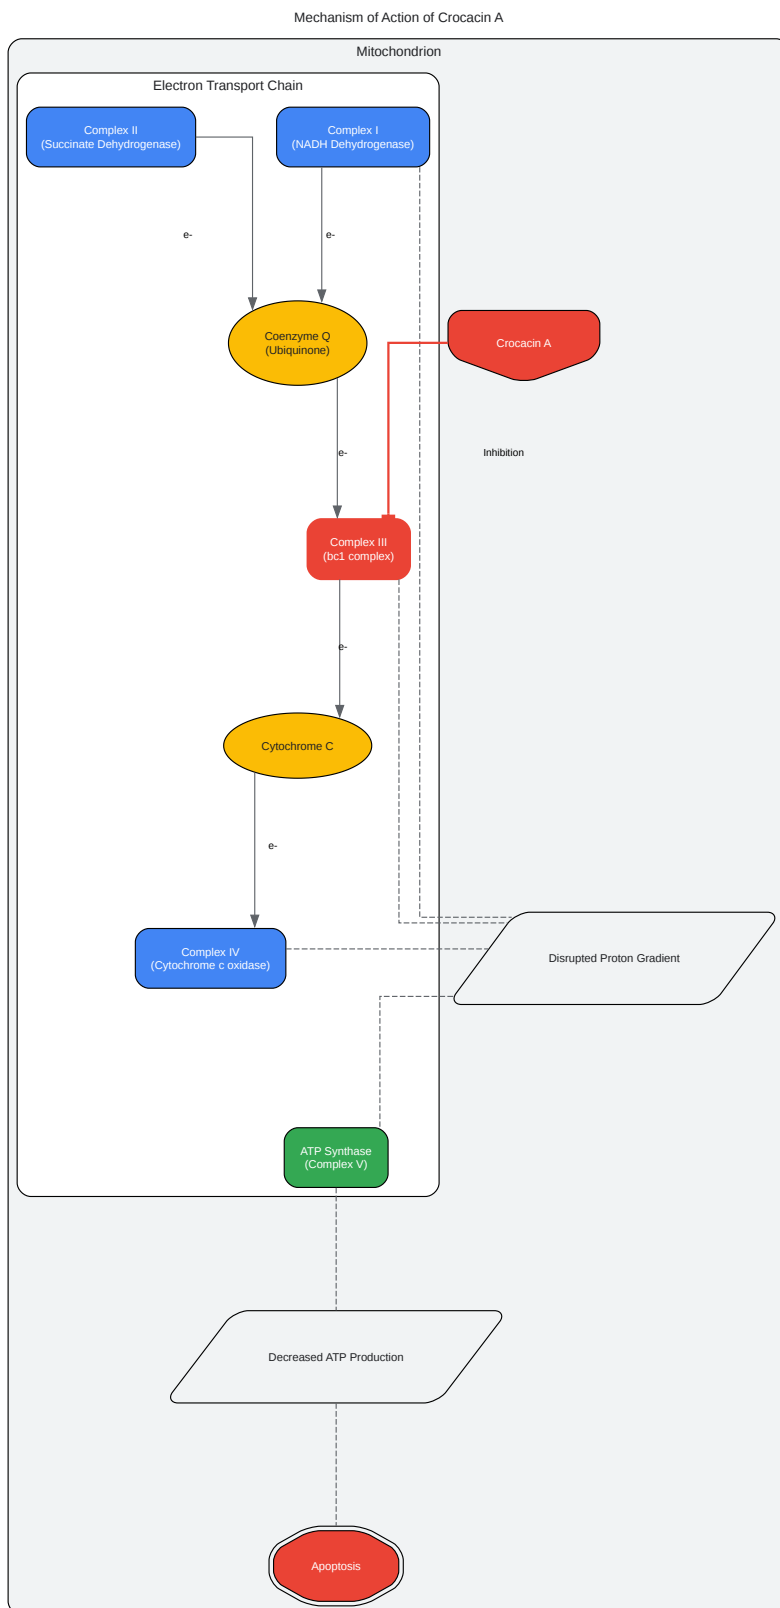 Mechanism of Action of Crocacin A
Mitochondrion
Electron Transport Chain
Complex II
(Succinate Dehydrogenase)
Complex I
(NADH Dehydrogenase)
e-
e-
Coenzyme Q
(Ubiquinone)
Crocacin A
e-
Inhibition
Complex III
(bc1 complex)
e-
Cytochrome C
e-
Complex IV
(Cytochrome c oxidase)
Disrupted Proton Gradient
ATP Synthase
(Complex V)
Decreased ATP Production
Apoptosis